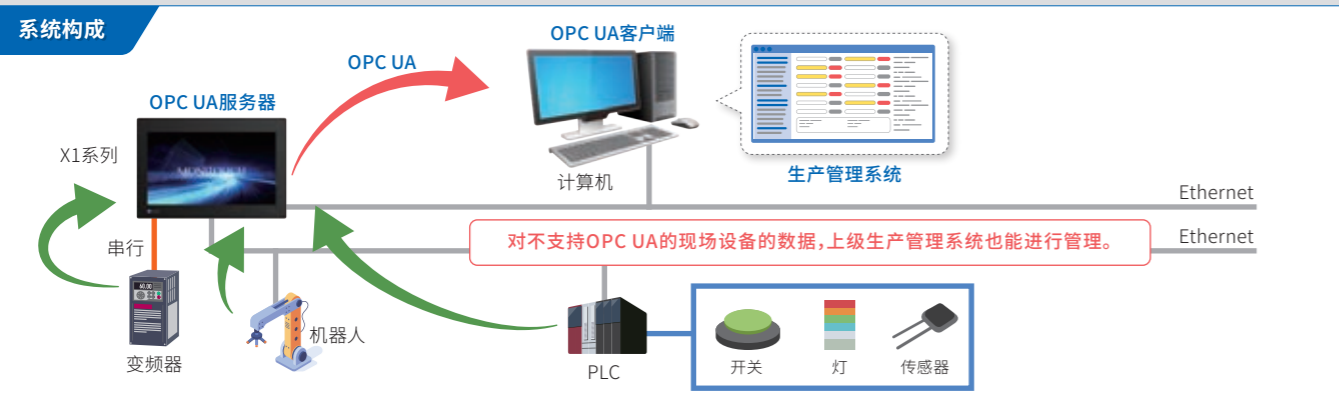 系统构成
OPC UA客户端
OPC UA
OPC UA服务器
X1系列
MONITOUCH
计算机
生产管理系统
Ethernet
串行
对不支持OPC UA的现场设备的数据,上级生产管理系统也能进行管理。
Ethernet
60.00
变频器
机器人
PLC
开关
灯
传感器